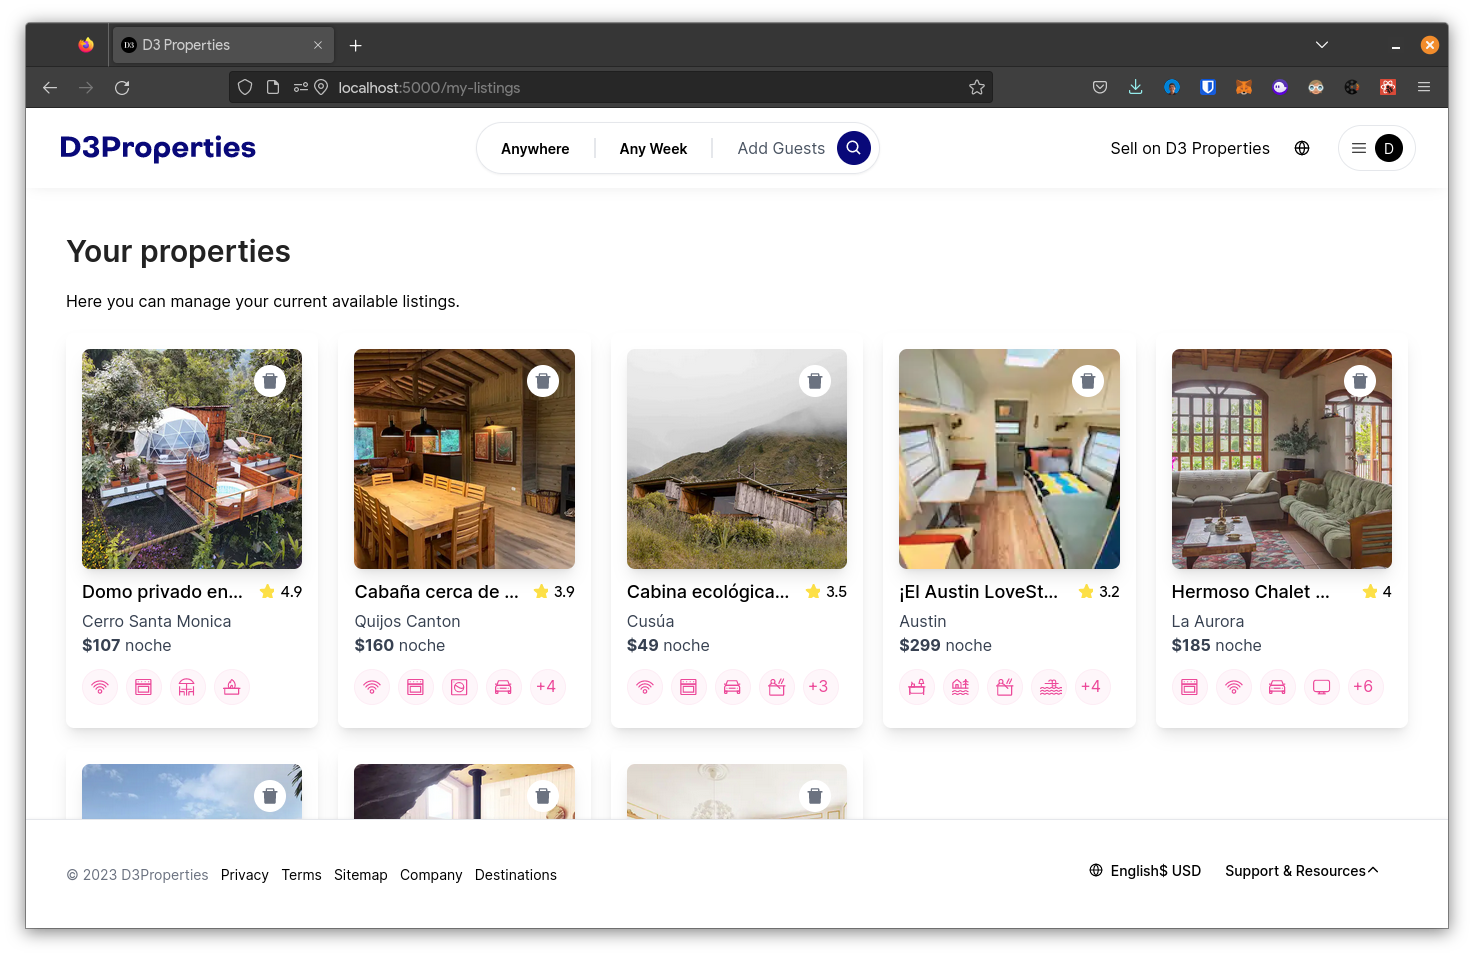 D3 Properties
localhost:5000/my-listings
D3Properties
Anywhere
Any Week
Add Guests
Sell on D3 Properties
D
Your properties
Here you can manage your current available listings.
Domo privado en... 4.9
Cerro Santa Monica
$107 noche
Cabaña cerca de ... 3.9
Quijos Canton
$160 noche
+4
Cabina ecológica... 3.5
Cusúa
$49 noche
+3
¡El Austin LoveSt... 3.2
Austin
$299 noche
+4
Hermoso Chalet ... 4
La Aurora
$185 noche
+6
© 2023 D3Properties Privacy Terms Sitemap Company Destinations
English$ USD Support & Resources